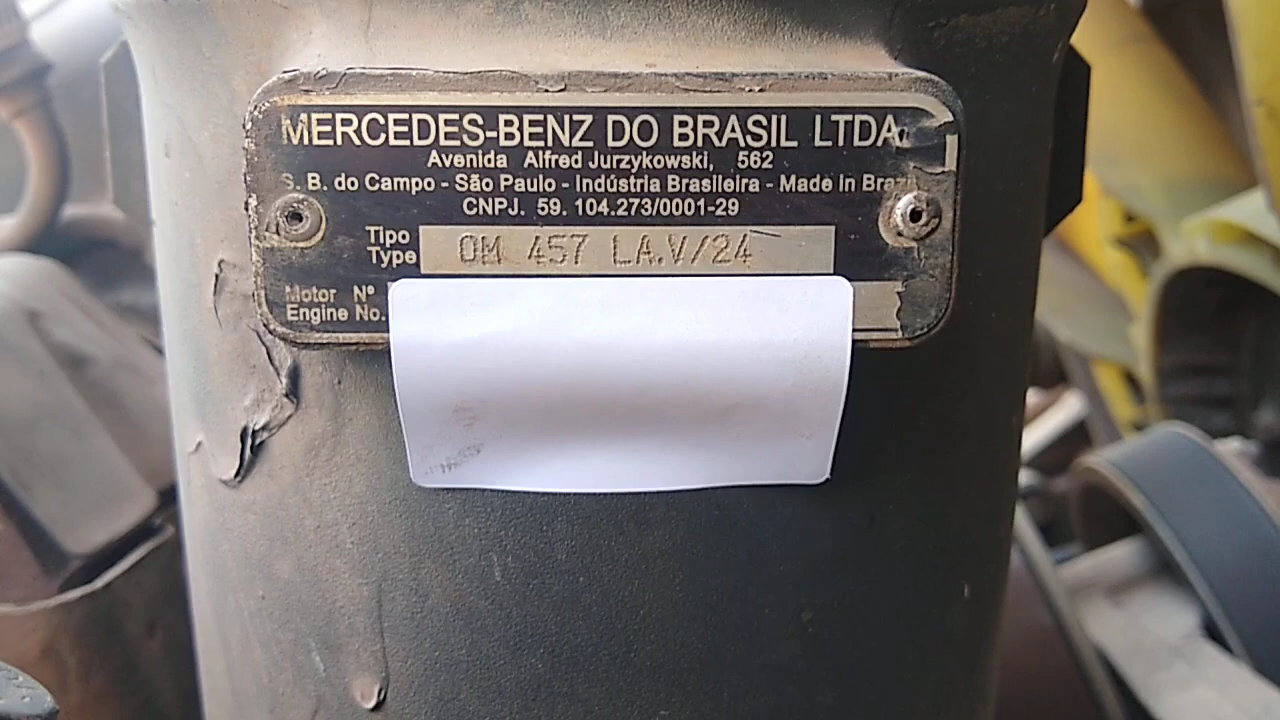 MERCEDES-BENZ DO BRASIL LTDA.
Avenida Alfred Jurzykowski, 562
S. B. do Campo - São Paulo - Indústria Brasileira - Made in Brazil
CNPJ. 59. 104.273/0001-29
Tipo
Type OM 457 LA.V/24
Motor Nº
Engine No.